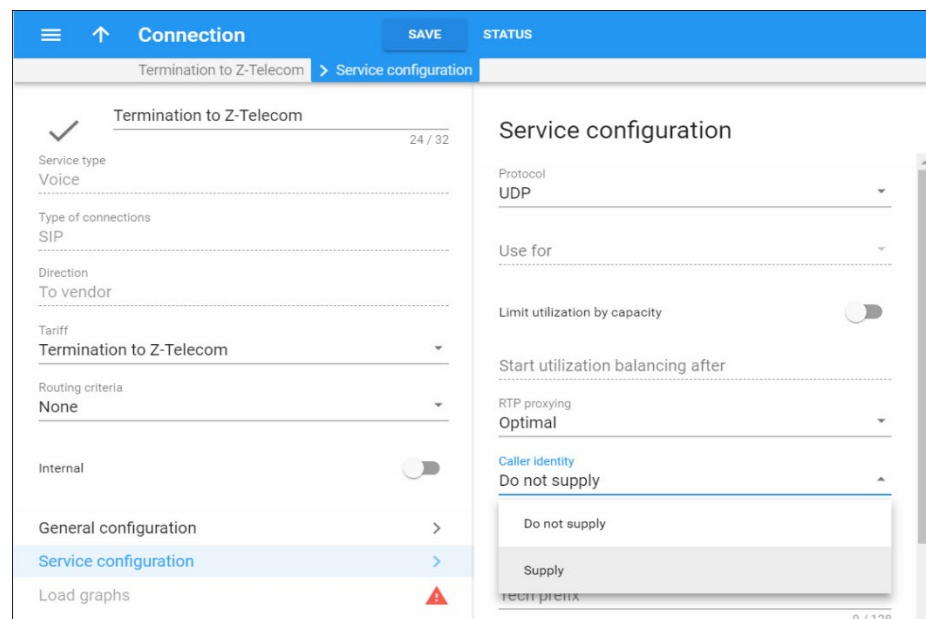 Connection
SAVE
STATUS
Termination to Z-Telecom
Service configuration
Termination to Z-Telecom
24 / 32
Service type
Voice
Type of connections
SIP
Direction
To vendor
Tariff
Termination to Z-Telecom
Routing criteria
None
Internal
General configuration
Service configuration
Load graphs
Service configuration
Protocol
UDP
Use for
Limit utilization by capacity
Start utilization balancing after
RTP proxying
Optimal
Caller identity
Do not supply
Do not supply
Supply
Tech prefix
0 / 128